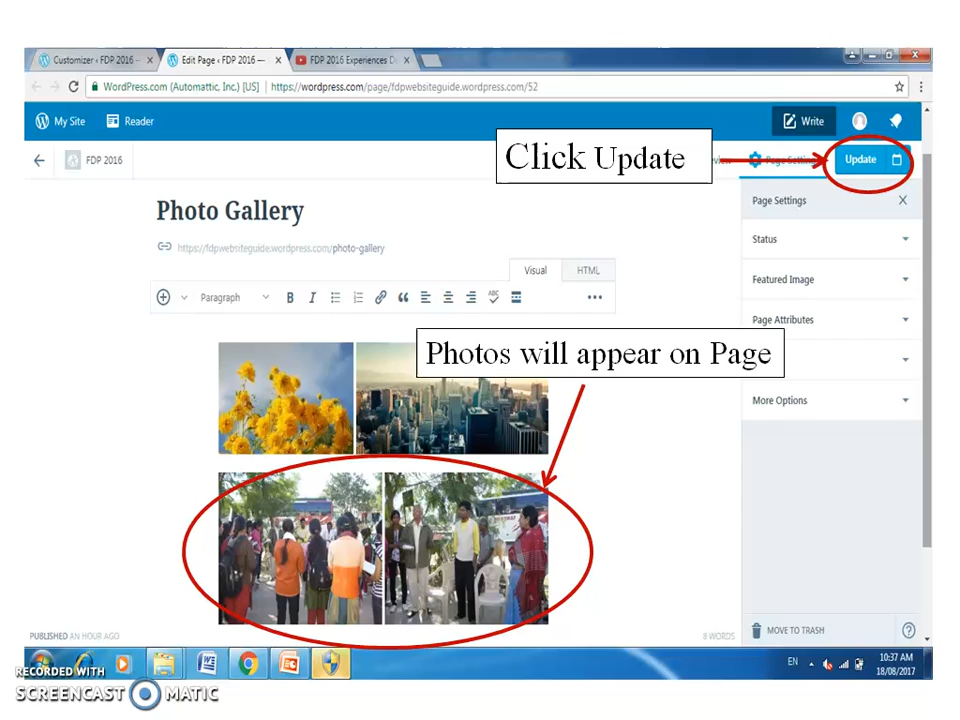 Customizer ‹ FDP 2016 —
Edit Page ‹ FDP 2016 —
FDP 2016 Experiences D
WordPress.com (Automattic, Inc.) [US] | https://wordpress.com/page/fdpwebsiteguide.wordpress.com/52
My Site
Reader
Write
FDP 2016
Click Update
Update
Photo Gallery
Page Settings
https://fdpwebsiteguide.wordpress.com/photo-gallery
Status
Visual
HTML
Featured Image
Paragraph
B I
ABC
Page Attributes
Photos will appear on Page
More Options
PUBLISHED AN HOUR AGO
8 WORDS
MOVE TO TRASH
EN
10:37 AM
18/08/2017
RECORDED WITH
SCREENCAST MATIC